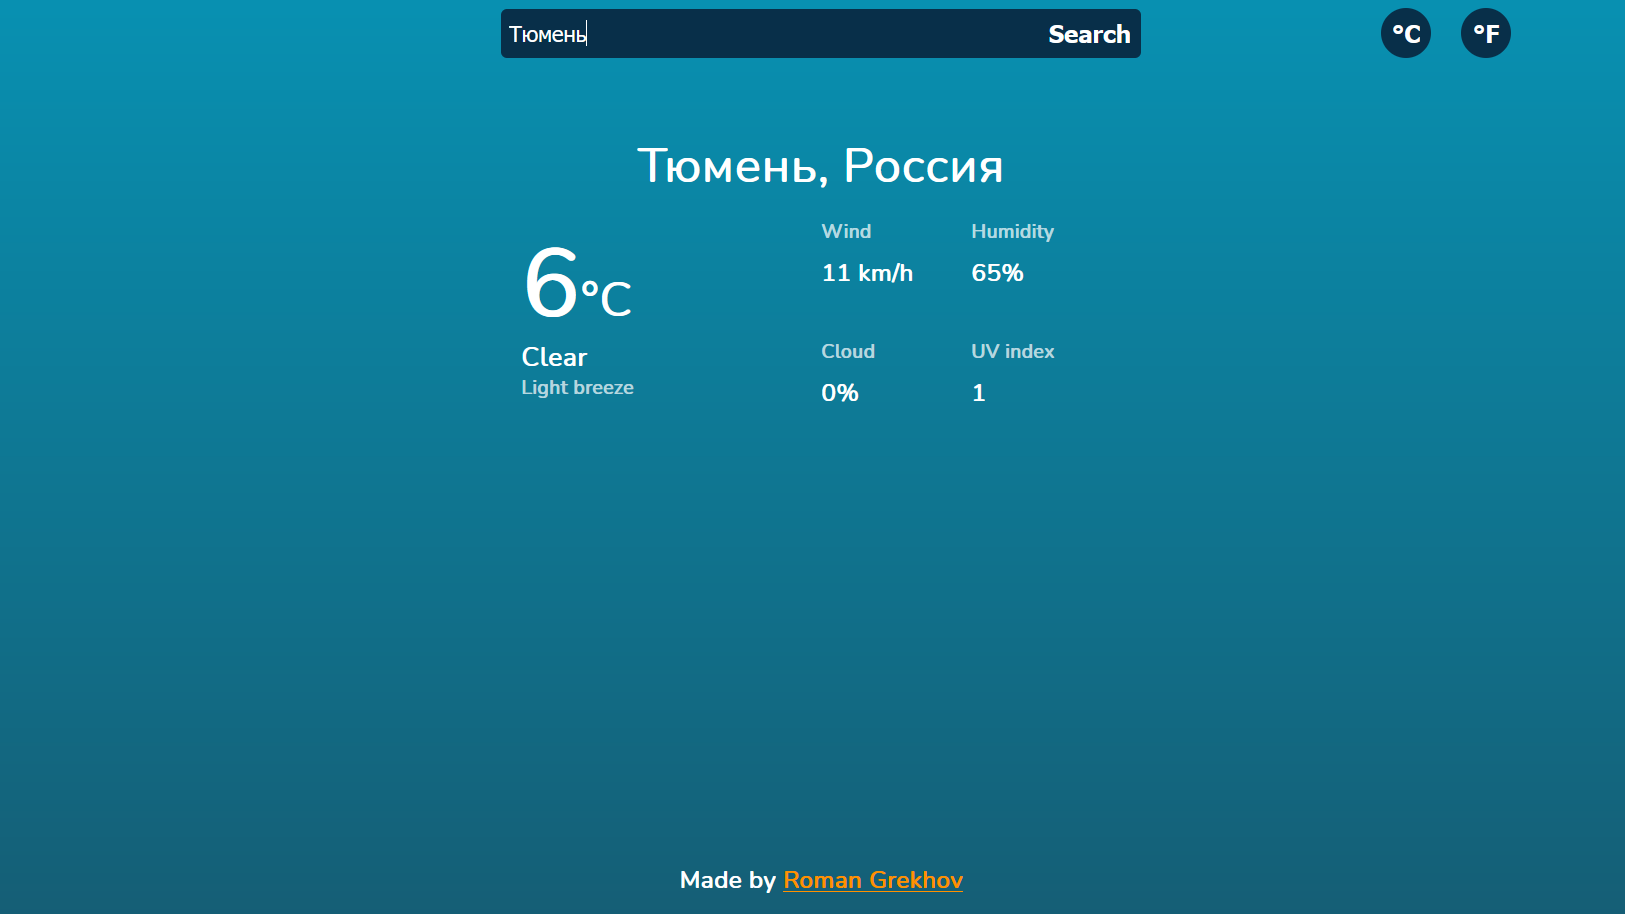 Тюмень Search °C °F
Тюмень, Россия
6°C
Clear
Light breeze
Wind
11 km/h
Humidity
65%
Cloud
0%
UV index
1
Made by Roman Grekhov